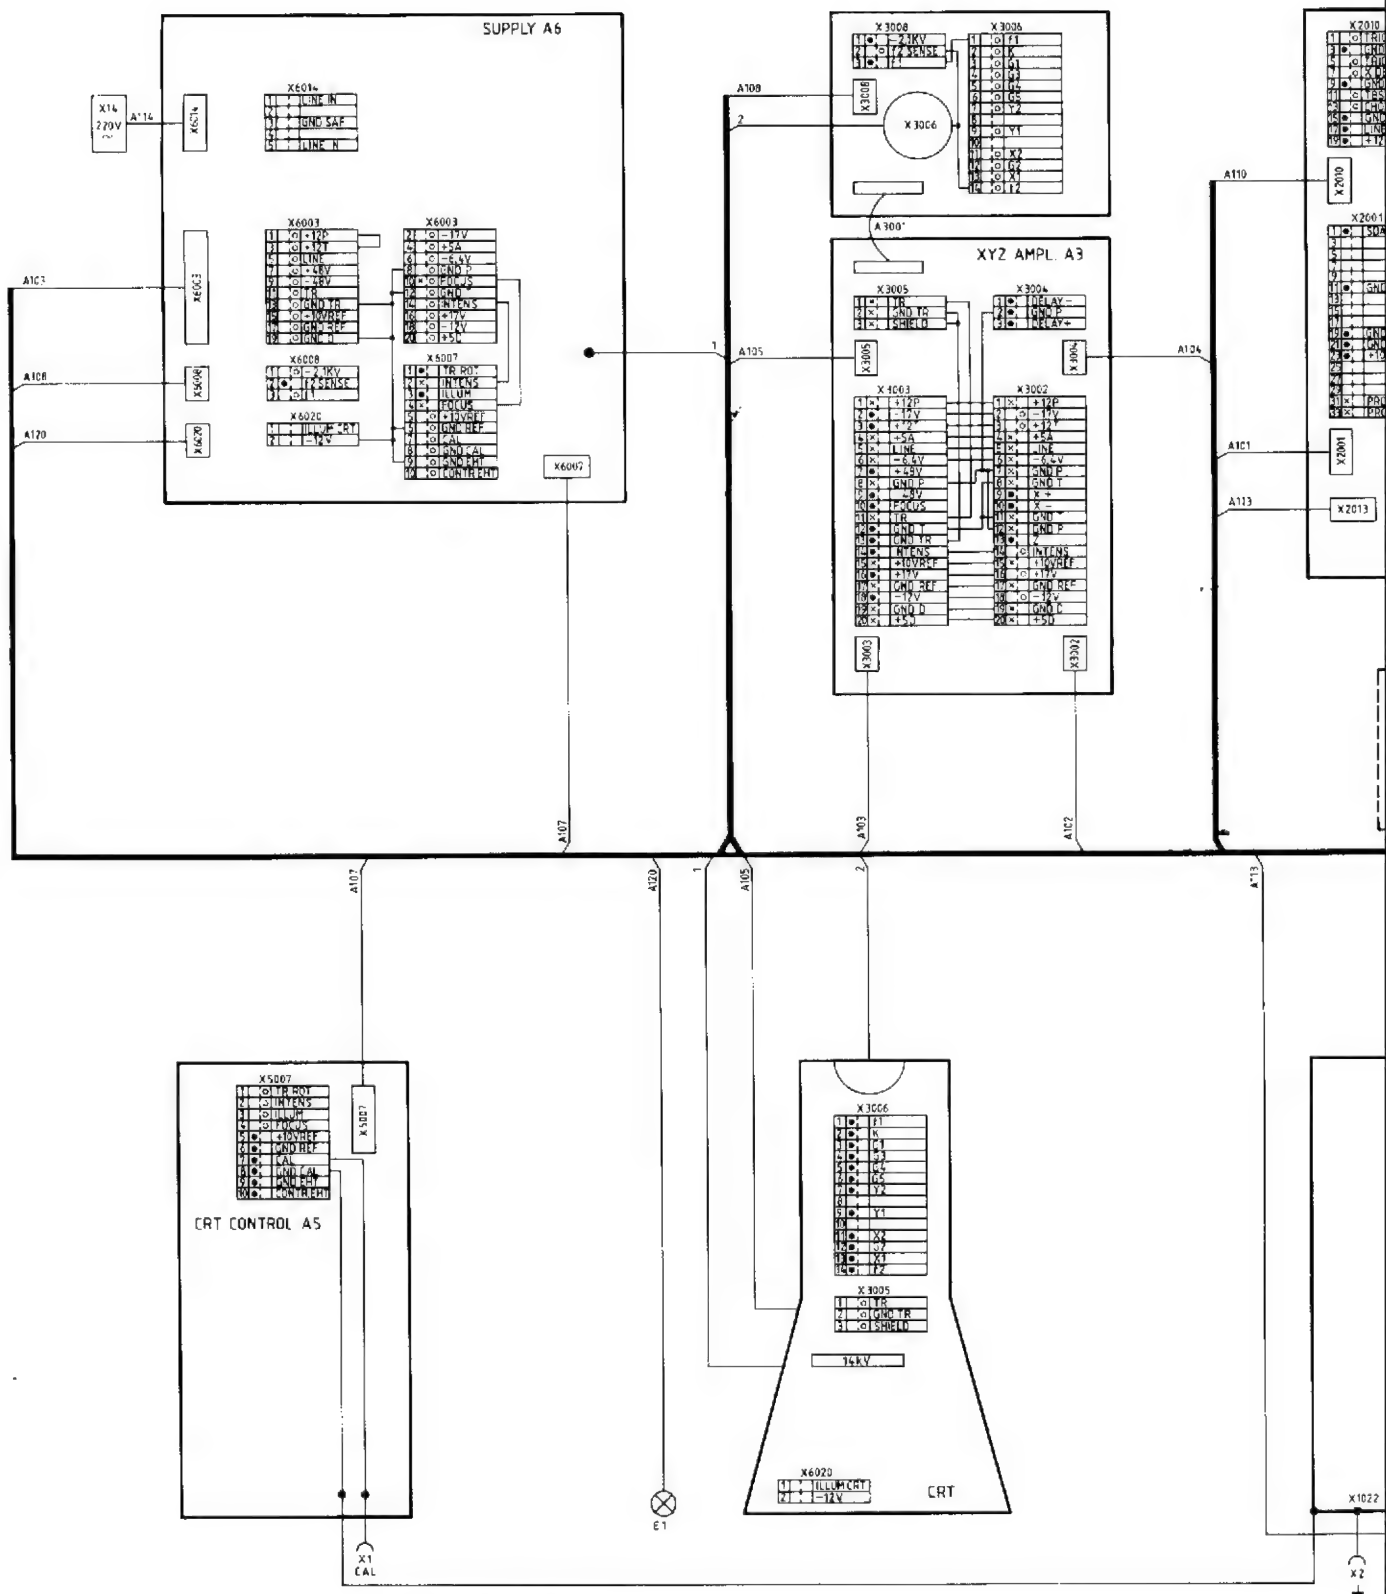 SUPPLY A6
X14
220V
A114
X6014
X6014
1 LINE IN
2
3 GND SAF
4
5 LINE IN
A103
X6003
X6003
1 +12P
3 +12T
5 LINE
7 +48V
9 -48V
11 TR
13 GND TR
15 +10VREF
17 GND REF
19 GND D
X6003
2 -17V
4 +5A
6 -6.4V
8 GND P
10 FOCUS
12 GND
14 INTENS
16 +17V
18 -12V
20 +5D
A108
X6008
X6008
1 -2.1KV
2 f2 SENSE
3 f1
A120
X6020
X6020
1 ILLUM CRT
2 -12V
X6007
1 TR ROT
2 INTENS
3 ILLUM
4 FOCUS
5 +10VREF
6 GND REF
7 CAL
8 GND CAL
9 GND EHT
10 CONTR.EHT
X6007
A107
1
2
A108
X3008
1 -2.1KV
2 f2 SENSE
3 f1
X3008
X3006
X3006
1 f1
2 K
3 G1
4 G3
5 G4
6 G5
7 Y2
8
9 Y1
10
11 X2
12 G2
13 X1
14 f2
A3001
XYZ AMPL. A3
X3005
1 TR
2 GND TR
3 SHIELD
X3004
1 DELAY-
2 GND P
3 DELAY+
A105
X3005
X3004
A104
X3003
1 +12P
2 -17V
3 +12T
4 +5A
5 LINE
6 -6.4V
7 +48V
8 GND P
9 -48V
10 FOCUS
11 TR
12 GND T
13 GND TR
14 INTENS
15 +10VREF
16 +17V
17 GND REF
18 -12V
19 GND D
20 +5D
X3002
1 +12P
2 -17V
3 +12T
4 +5A
5 LINE
6 -6.4V
7 GND P
8 GND T
9 X+
10 X-
11 GND
12 GND P
13 Z
14 INTENS
15 +10VREF
16 +17V
17 GND REF
18 -12V
19 GND D
20 +5D
X3003
X3002
A103
A102
A110
X2010
X2010
X2001
A101
X2001
A113
X2013
A107
A120
1
A105
2
A113
X5007
1 TR ROT
2 INTENS
3 ILLUM
4 FOCUS
5 +10VREF
6 GND REF
7 CAL
8 GND CAL
9 GND EHT
10 CONTR.EHT
X5007
CRT CONTROL A5
X1
CAL
E1
X3006
1 f1
2 K
3 G1
4 G3
5 G4
6 G5
7 Y2
8
9 Y1
10
11 X2
12 G2
13 X1
14 f2
X3005
1 TR
2 GND TR
3 SHIELD
14kV
X6020
1 ILLUM CRT
2 -12V
CRT
X1022
X2